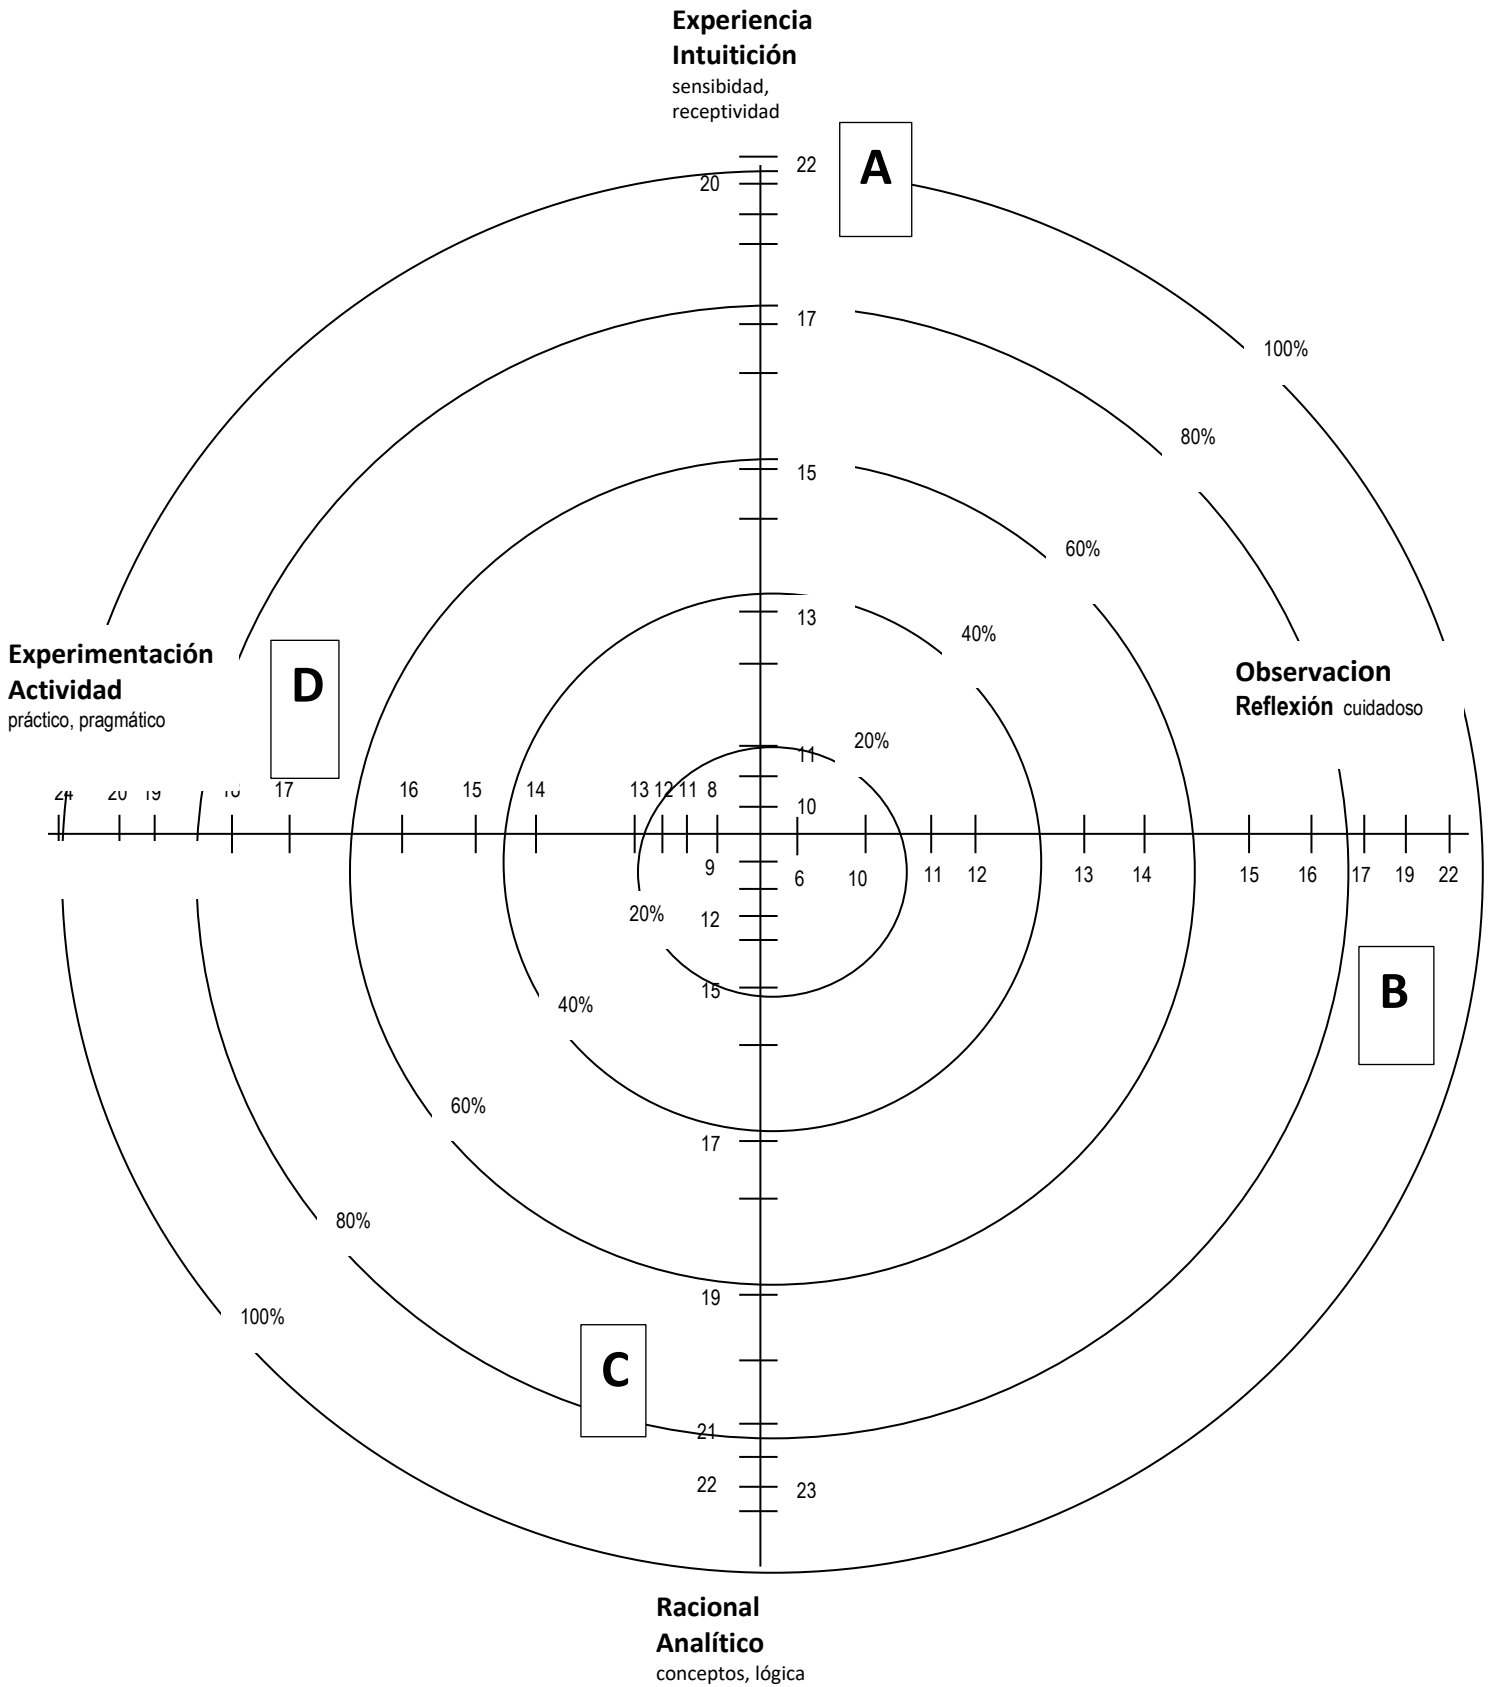 Experiencia
Intuitición
sensibidad,
receptividad
A
22
20
17
100%
80%
15
60%
13
40%
Experimentación
Actividad
práctico, pragmático
D
Observacion
Reflexión cuidadoso
11
20%
24 20 19 17 16 15 14 13 12 11 8
10
9
6 10 11 12 13 14 15 16 17 19 22
20%
12
15
B
40%
60%
17
80%
19
100%
C
21
22
23
Racional
Analítico
conceptos, lógica